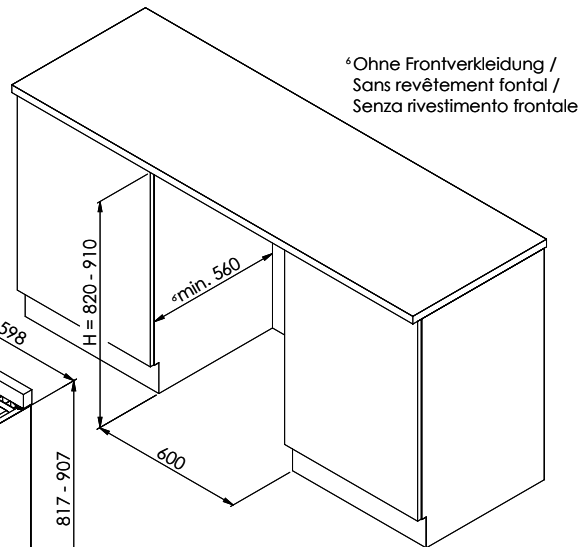 ⁶Ohne Frontverkleidung /
Sans revêtement fontal /
Senza rivestimento frontale
⁶min. 560
H = 820 - 910
598
600
817 - 907